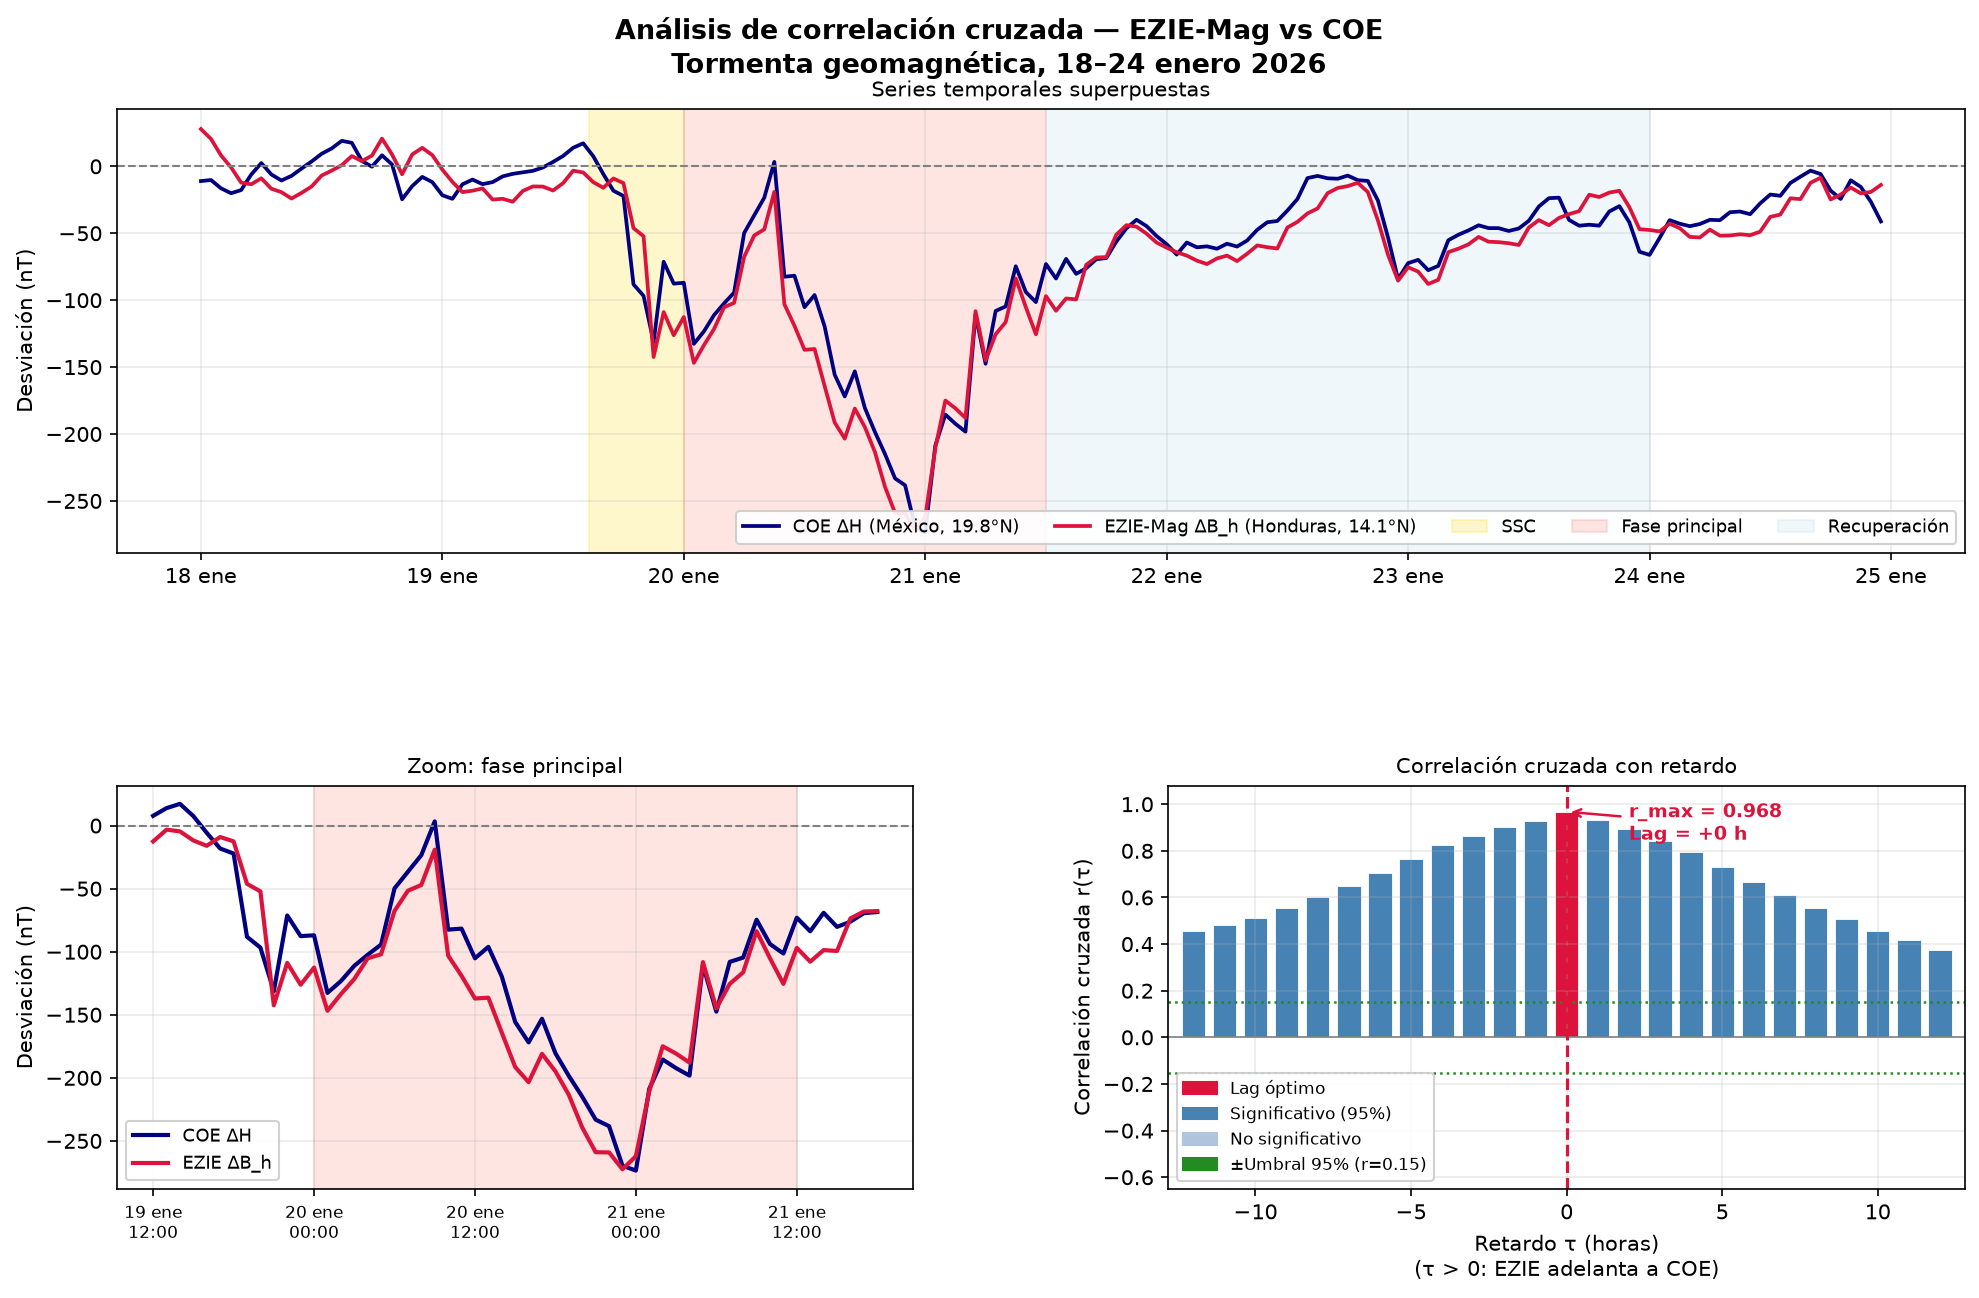 Análisis de correlación cruzada — EZIE-Mag vs COE
Tormenta geomagnética, 18–24 enero 2026
Series temporales superpuestas
Desviación (nT)
0
−50
−100
−150
−200
−250
COE ΔH (México, 19.8°N)
EZIE-Mag ΔB_h (Honduras, 14.1°N)
SSC
Fase principal
Recuperación
18 ene
19 ene
20 ene
21 ene
22 ene
23 ene
24 ene
25 ene
Zoom: fase principal
Desviación (nT)
0
−50
−100
−150
−200
−250
COE ΔH
EZIE ΔB_h
19 ene
12:00
20 ene
00:00
20 ene
12:00
21 ene
00:00
21 ene
12:00
Correlación cruzada con retardo
Correlación cruzada r(τ)
1.0
0.8
0.6
0.4
0.2
0.0
−0.2
−0.4
−0.6
r_max = 0.968
Lag = +0 h
Lag óptimo
Significativo (95%)
No significativo
±Umbral 95% (r=0.15)
−10
−5
0
5
10
Retardo τ (horas)
(τ > 0: EZIE adelanta a COE)